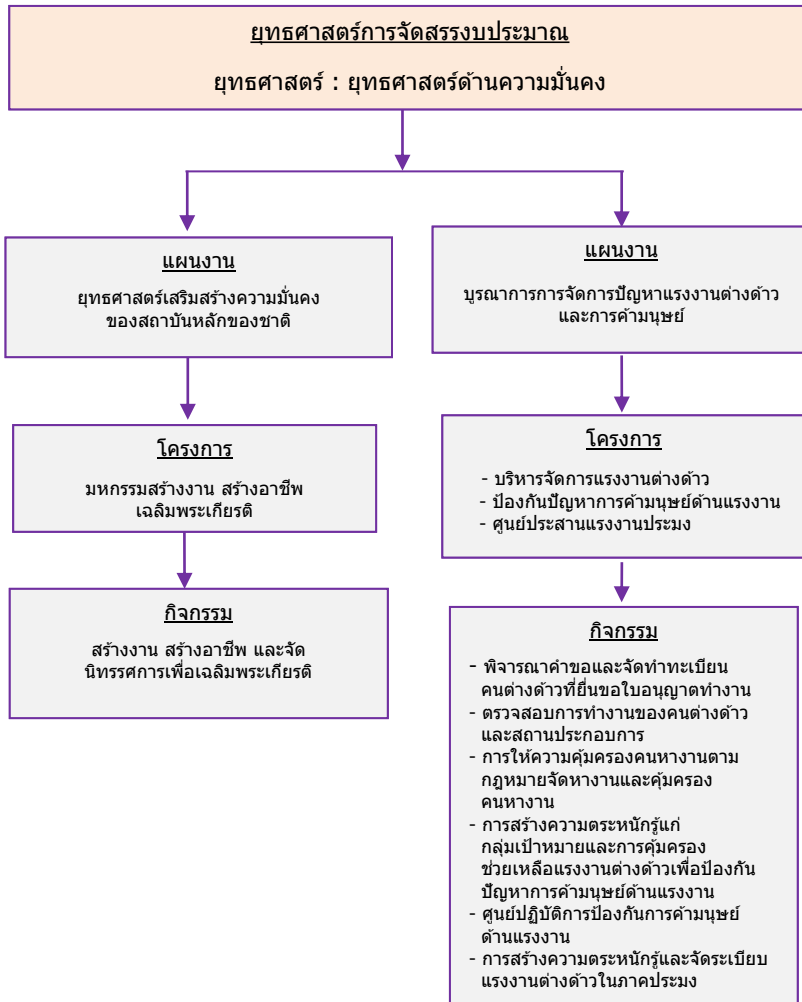 ยุทธศาสตร์การจัดสรรงบประมาณ
ยุทธศาสตร์ : ยุทธศาสตร์ด้านความมั่นคง
แผนงาน
ยุทธศาสตร์เสริมสร้างความมั่นคง
ของสถาบันหลักของชาติ
โครงการ
มหกรรมสร้างงาน สร้างอาชีพ
เฉลิมพระเกียรติ
กิจกรรม
สร้างงาน สร้างอาชีพ และจัด
นิทรรศการเพื่อเฉลิมพระเกียรติ
แผนงาน
บูรณาการการจัดการปัญหาแรงงานต่างด้าว
และการค้ามนุษย์
โครงการ
- บริหารจัดการแรงงานต่างด้าว
- ป้องกันปัญหาการค้ามนุษย์ด้านแรงงาน
- ศูนย์ประสานแรงงานประมง
กิจกรรม
- พิจารณาคำขอและจัดทำทะเบียน
คนต่างด้าวที่ยื่นขอใบอนุญาตทำงาน
- ตรวจสอบการทำงานของคนต่างด้าว
และสถานประกอบการ
- การให้ความคุ้มครองคนหางานตาม
กฎหมายจัดหางานและคุ้มครอง
คนหางาน
- การสร้างความตระหนักรู้แก่
กลุ่มเป้าหมายและการคุ้มครอง
ช่วยเหลือแรงงานต่างด้าวเพื่อป้องกัน
ปัญหาการค้ามนุษย์ด้านแรงงาน
- ศูนย์ปฏิบัติการป้องกันการค้ามนุษย์
ด้านแรงงาน
- การสร้างความตระหนักรู้และจัดระเบียบ
แรงงานต่างด้าวในภาคประมง